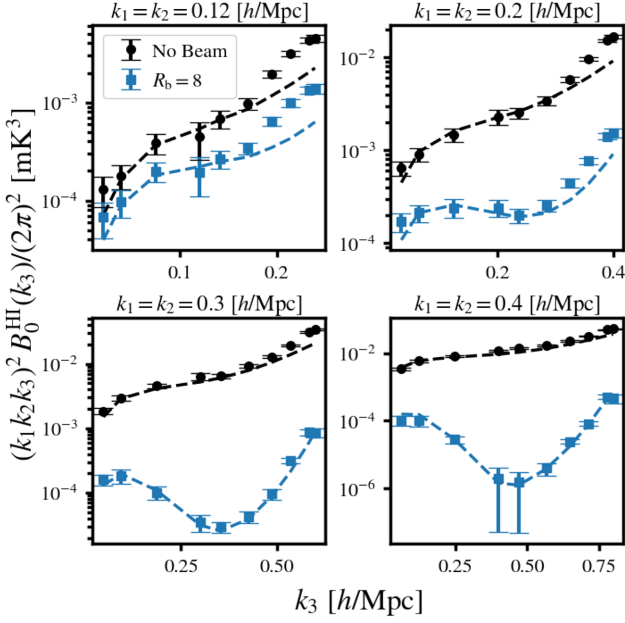 k₁ = k₂ = 0.12 [h/Mpc]
k₁ = k₂ = 0.2 [h/Mpc]
No Beam
R_b = 8
10⁻³
10⁻⁴
0.1
0.2
10⁻²
10⁻³
10⁻⁴
0.2
0.4
k₁ = k₂ = 0.3 [h/Mpc]
k₁ = k₂ = 0.4 [h/Mpc]
10⁻²
10⁻³
10⁻⁴
0.25
0.50
10⁻²
10⁻⁴
10⁻⁶
0.25
0.50
0.75
(k₁k₂k₃)² B₀ᴴᴵ(k₃)/(2π)² [mK³]
k₃ [h/Mpc]